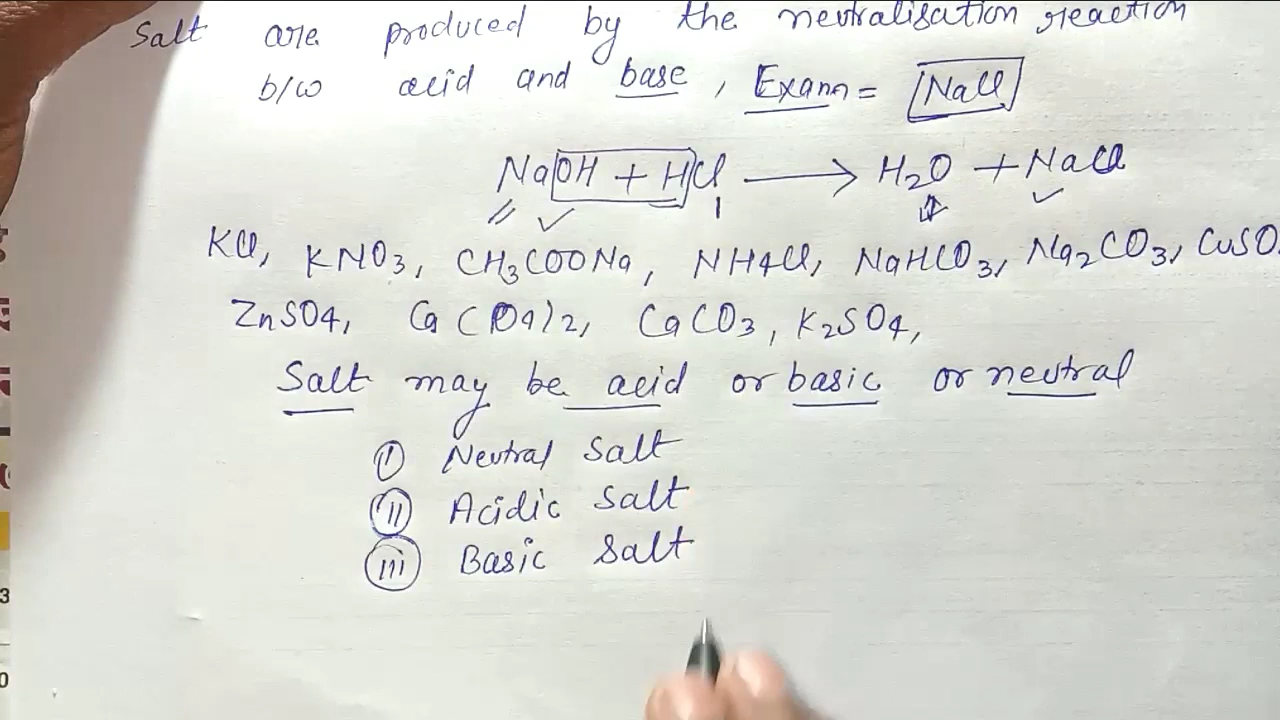 Salt are produced by the neutralisation reaction
b/w acid and base, Exam = NaCl
NaOH + HCl → H2O + NaCl
KCl, KNO3, CH3COONa, NH4Cl, NaHCO3, Na2CO3, CuSO
ZnSO4, Ca(PO4)2, CaCO3, K2SO4,
Salt may be acid or basic or neutral
(i) Neutral Salt
(ii) Acidic Salt
(iii) Basic Salt
3
0